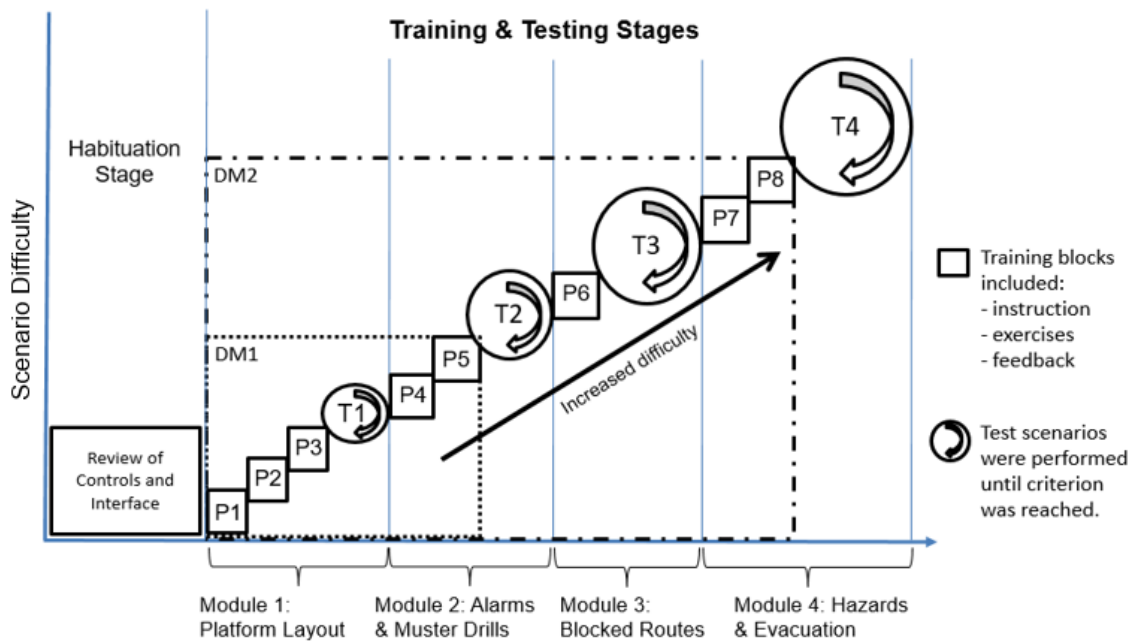 Training & Testing Stages
Scenario Difficulty
Habituation
Stage
Review of
Controls and
Interface
DM2
DM1
P1
P2
P3
T1
P4
P5
T2
P6
T3
P7
P8
T4
Increased difficulty
Training blocks
included:
- instruction
- exercises
- feedback
Test scenarios
were performed
until criterion
was reached.
Module 1:
Platform Layout
Module 2: Alarms
& Muster Drills
Module 3:
Blocked Routes
Module 4: Hazards
& Evacuation